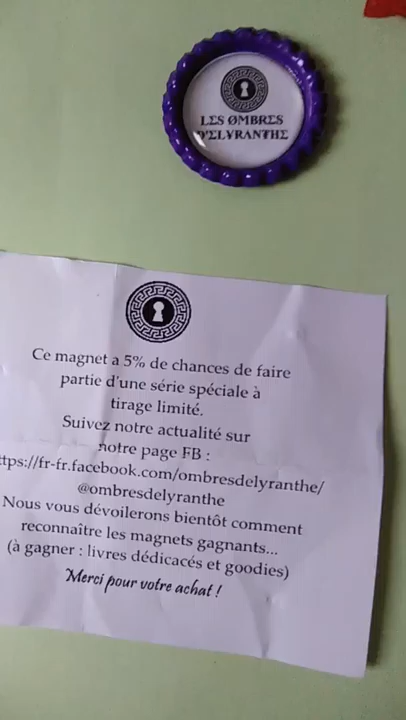 LES ØMBRES
D'ELYRANTHE
Ce magnet a 5% de chances de faire
partie d'une série spéciale à
tirage limité.
Suivez notre actualité sur
notre page FB :
ttps://fr-fr.facebook.com/ombresdelyranthe/
@ombresdelyranthe
Nous vous dévoilerons bientôt comment
reconnaître les magnets gagnants...
(à gagner : livres dédicacés et goodies)
Merci pour votre achat !